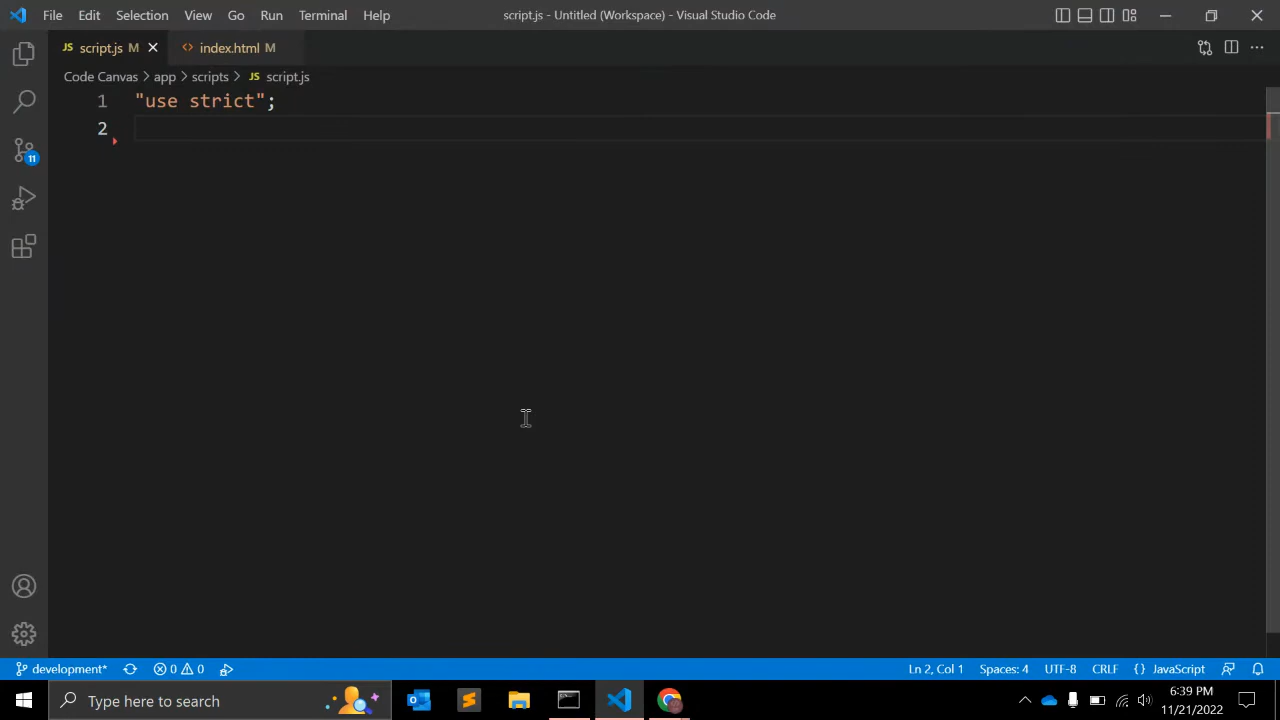 File Edit Selection View Go Run Terminal Help script.js - Untitled (Workspace) - Visual Studio Code
JS script.js M index.html M
Code Canvas > app > scripts > JS script.js
1 "use strict";
2
11
development* 0 0 Ln 2, Col 1 Spaces: 4 UTF-8 CRLF {} JavaScript
Type here to search 6:39 PM
11/21/2022